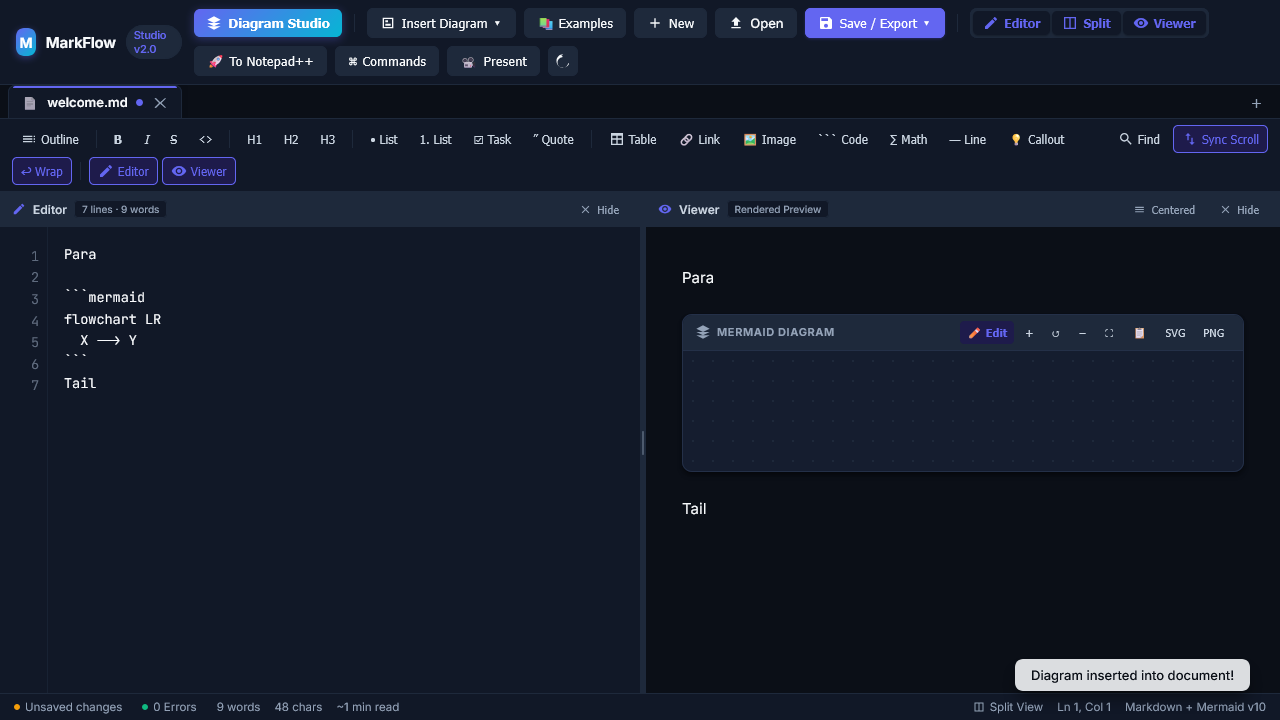 M MarkFlow Studio v2.0
Diagram Studio Insert Diagram ▾ Examples + New Open Save / Export ▾ Editor Split Viewer
To Notepad++ ⌘ Commands Present
welcome.md
Outline B I S <> H1 H2 H3 • List 1. List ☑ Task " Quote Table Link Image ``` Code ∑ Math — Line Callout Find Sync Scroll
↩ Wrap Editor Viewer
Editor 7 lines · 9 words Hide
Viewer Rendered Preview Centered Hide
1 Para
2
3 ```mermaid
4 flowchart LR
5 X --> Y
6 ```
7 Tail
Para
MERMAID DIAGRAM Edit + ↺ − SVG PNG
Tail
Diagram inserted into document!
Unsaved changes 0 Errors 9 words 48 chars ~1 min read Split View Ln 1, Col 1 Markdown + Mermaid v10